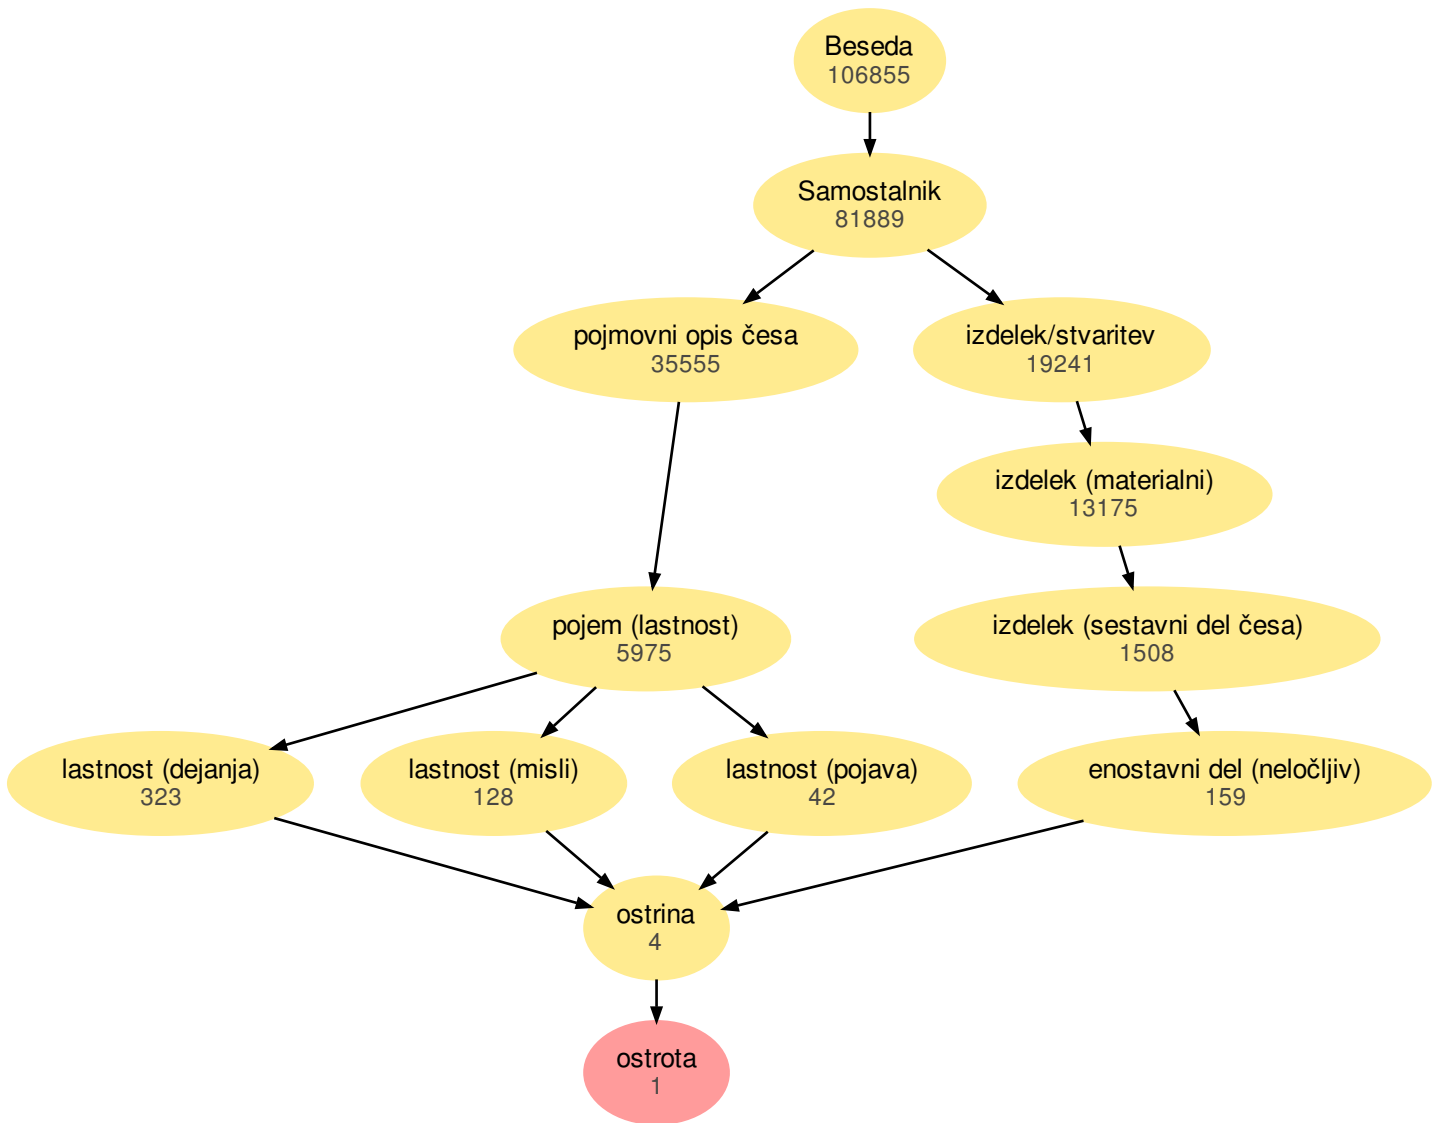 Beseda
106855
Samostalnik
81889
pojmovni opis česa
35555
izdelek/stvaritev
19241
izdelek (materialni)
13175
pojem (lastnost)
5975
izdelek (sestavni del česa)
1508
lastnost (dejanja)
323
lastnost (misli)
128
lastnost (pojava)
42
enostavni del (neločljiv)
159
ostrina
4
ostrota
1